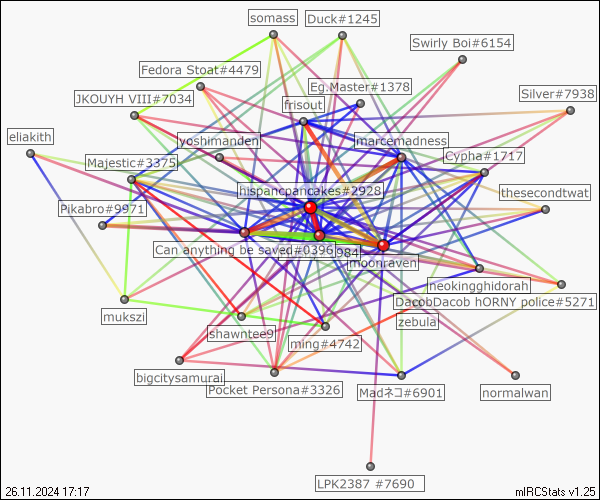 somass
Duck#1245
Swirly Boi#6154
Fedora Stoat#4479
Eg.Master#1378
Silver#7938
JKOUYH VIII#7034
frisout
eliakith
yoshimanden
marcemadness
Majestic#3375
Cypha#1717
hispancpancakes#2928
thesecondtwat
Pikabro#9971
Can anything be saved#0396
984
moonraven
neokingghidorah
DacobDacob hORNY police#5271
mukszi
zebula
shawntee9
ming#4742
bigcitysamurai
Pocket Persona#3326
Madネコ#6901
normalwan
LPK2387 #7690
26.11.2024 17:17
mIRCStats v1.25